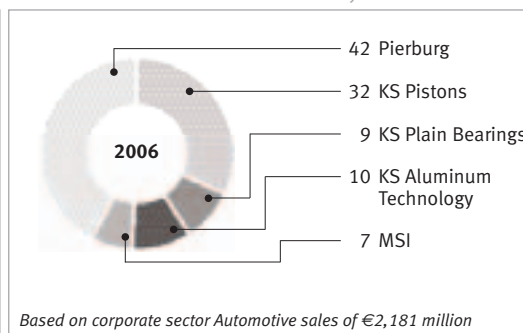 42 Pierburg
32 KS Pistons
9 KS Plain Bearings
10 KS Aluminum
Technology
7 MSI
2006
Based on corporate sector Automotive sales of €2,181 million